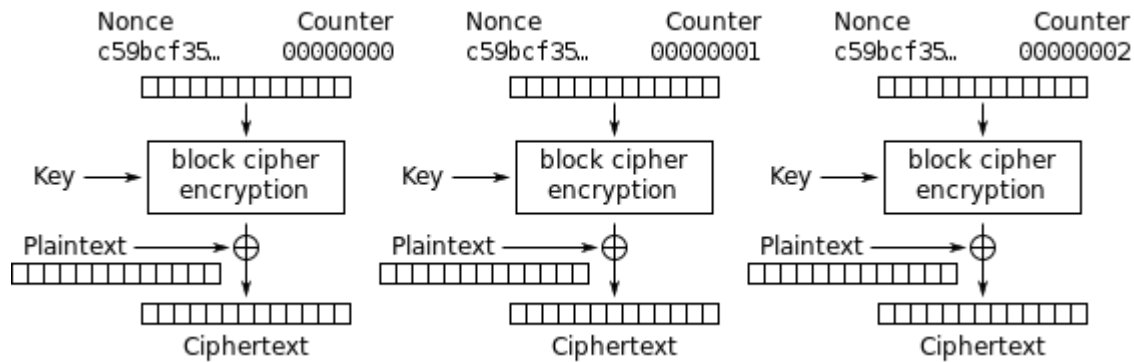 Nonce Counter Nonce Counter Nonce Counter
c59bcf35… 00000000 c59bcf35… 00000001 c59bcf35… 00000002
block cipher block cipher block cipher
Key encryption Key encryption Key encryption
Plaintext Plaintext Plaintext
Ciphertext Ciphertext Ciphertext